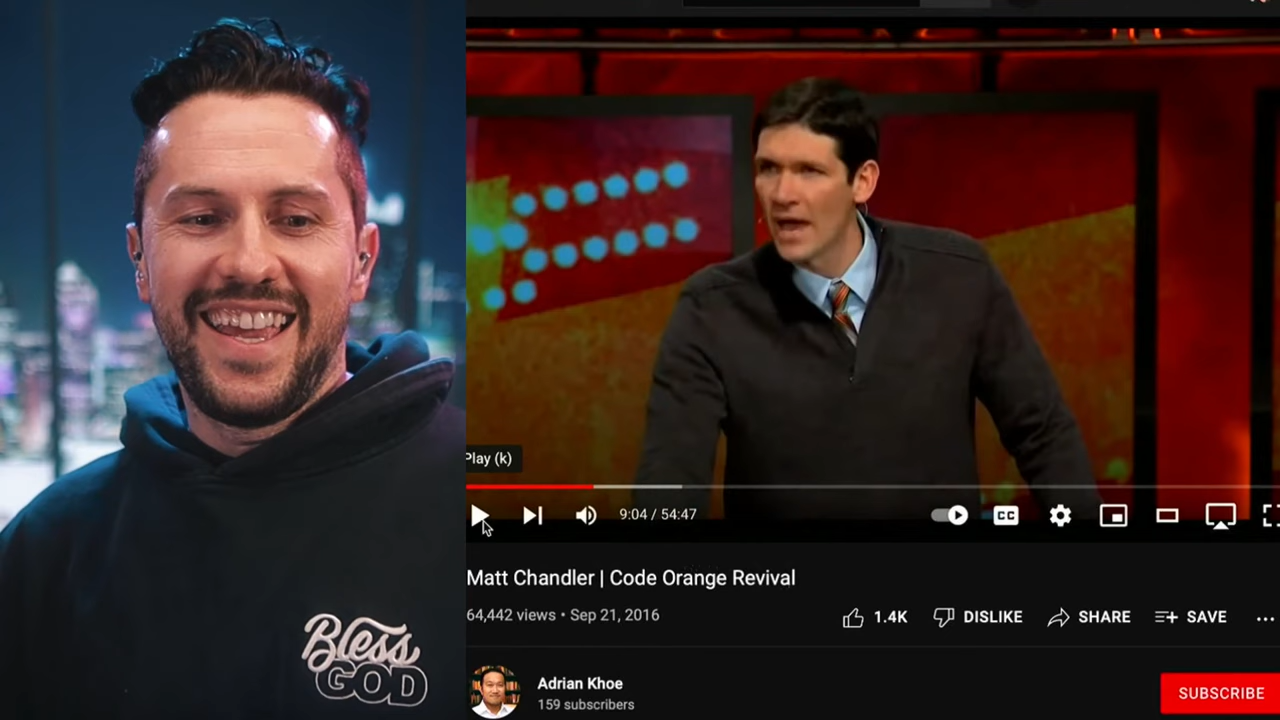 Bless
GOD
Play (k)
9:04 / 54:47
CC
Matt Chandler | Code Orange Revival
64,442 views • Sep 21, 2016
1.4K
DISLIKE
SHARE
SAVE
Adrian Khoe
159 subscribers
SUBSCRIBE